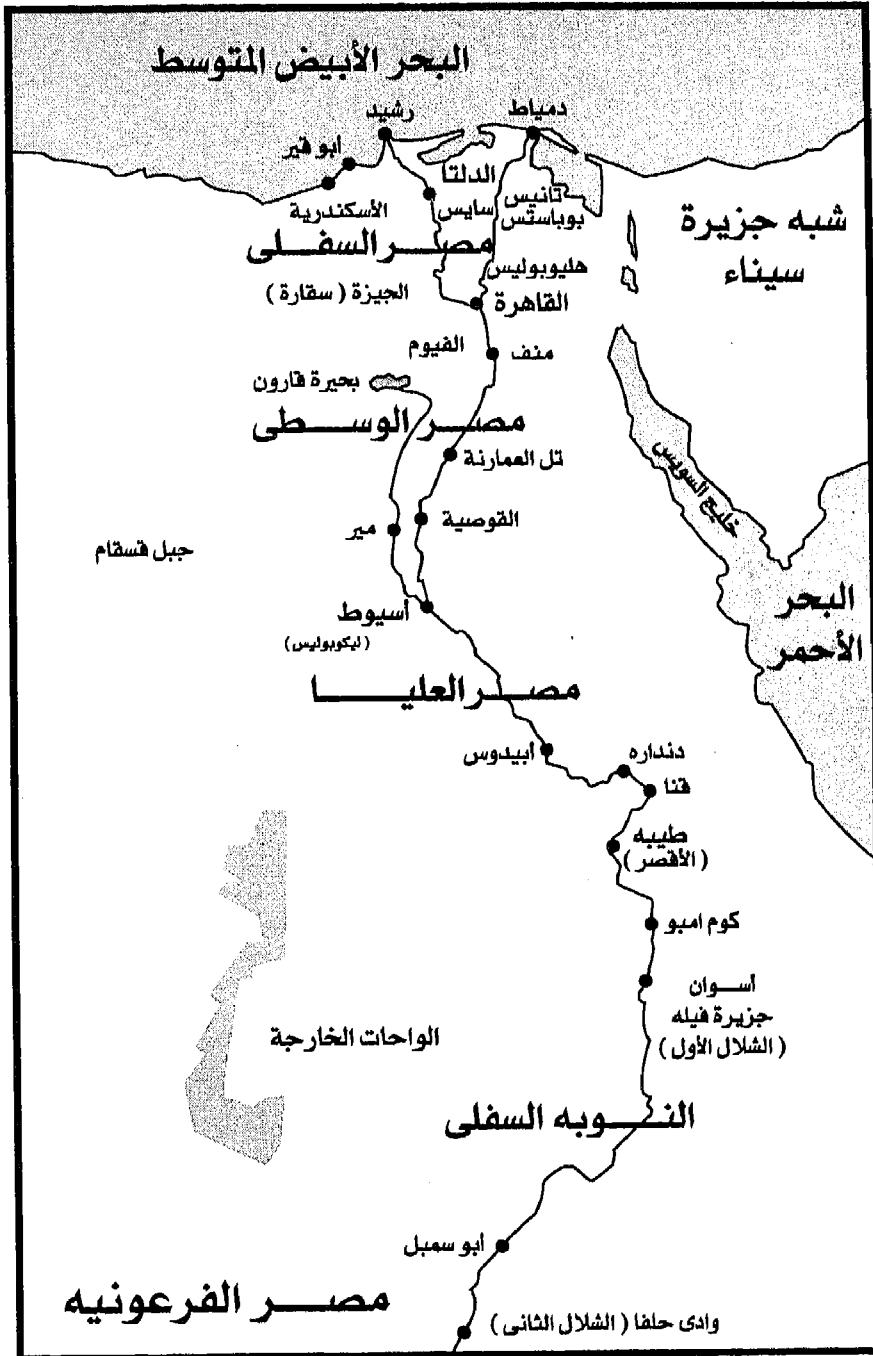 البحر الأبيض المتوسط
رشيد
دمياط
ابو قير
الأسكندرية
الدلتا
سايس
تانيس
بوباستس
شبه جزيرة
سيناء
مصر السفلى
هليوبوليس
الجيزة ( سقارة )
القاهرة
الفيوم
منف
بحيرة قارون
مصر الوسطى
تل العمارنة
خليج السويس
القوصية
مير
جبل قسقام
البحر
الأحمر
أسيوط
(ليكوبوليس)
مصر العليا
أبيدوس
دنداره
قنا
طيبه
(الأقصر)
كوم امبو
أسوان
جزيرة فيله
( الشلال الأول )
الواحات الخارجة
النوبه السفلى
أبو سمبل
مصر الفرعونيه
وادى حلفا ( الشلال الثانى )